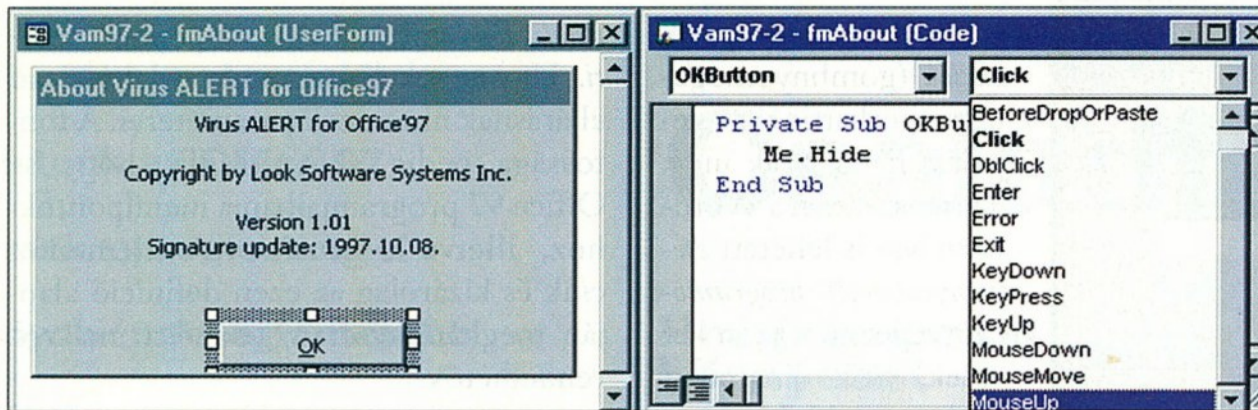 Vam97-2 - fmAbout (UserForm)
About Virus ALERT for Office97
Virus ALERT for Office'97
Copyright by Look Software Systems Inc.
Version 1.01
Signature update: 1997.10.08.
OK
Vam97-2 - fmAbout (Code)
OKButton
Click
Private Sub OKBu
Me.Hide
End Sub
BeforeDropOrPaste
Click
DblClick
Enter
Error
Exit
KeyDown
KeyPress
KeyUp
MouseDown
MouseMove
MouseUp